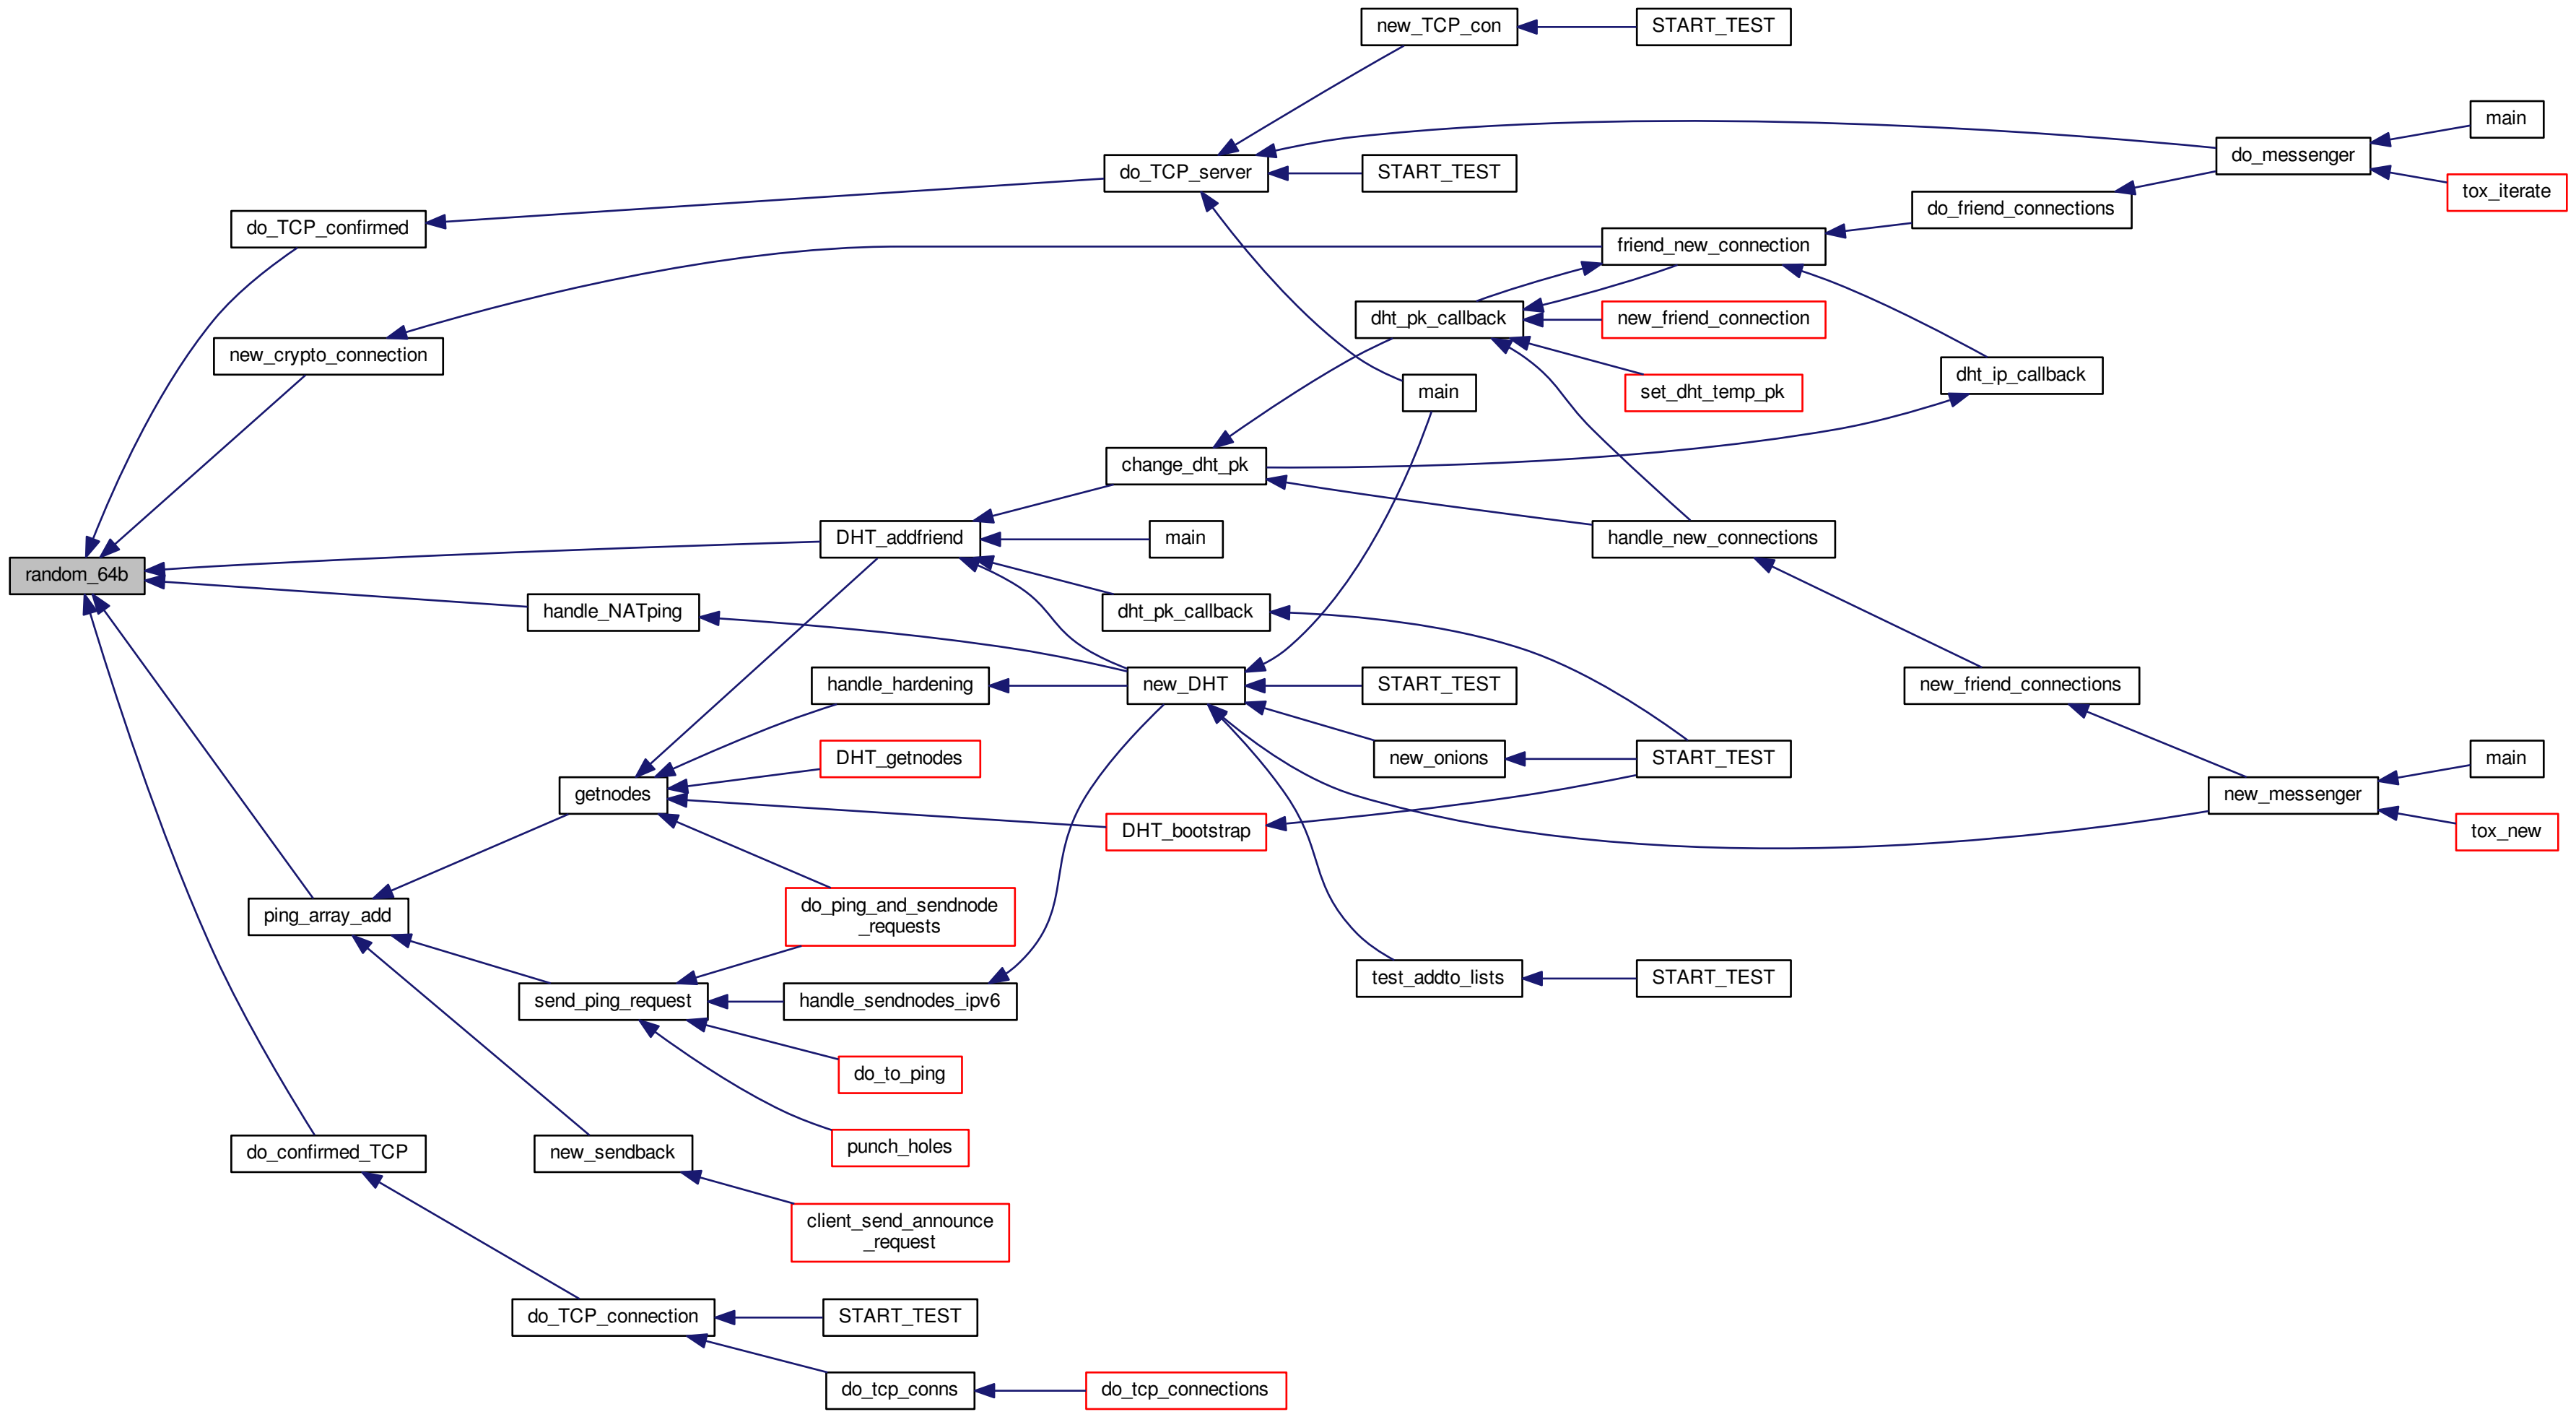 new_TCP_con
START_TEST
main
do_TCP_server
START_TEST
do_messenger
tox_iterate
do_TCP_confirmed
do_friend_connections
friend_new_connection
new_crypto_connection
dht_pk_callback
new_friend_connection
set_dht_temp_pk
dht_ip_callback
main
change_dht_pk
DHT_addfriend
main
handle_new_connections
random_64b
handle_NATping
dht_pk_callback
handle_hardening
new_DHT
START_TEST
new_friend_connections
DHT_getnodes
new_onions
START_TEST
main
getnodes
new_messenger
DHT_bootstrap
tox_new
ping_array_add
do_ping_and_sendnode
_requests
test_addto_lists
START_TEST
send_ping_request
handle_sendnodes_ipv6
do_to_ping
do_confirmed_TCP
new_sendback
punch_holes
client_send_announce
_request
do_TCP_connection
START_TEST
do_tcp_conns
do_tcp_connections